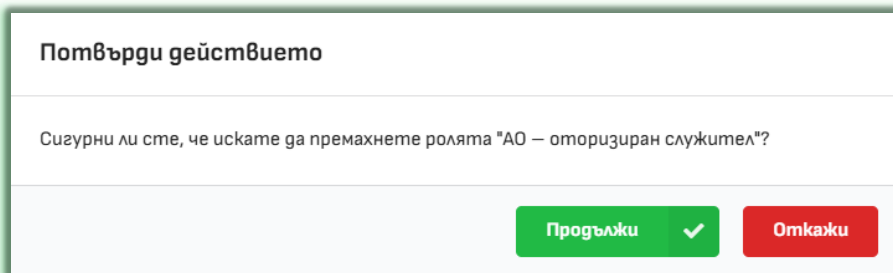 Потвърди действието
Сигурни ли сте, че искате да премахнете ролята "АО – оторизиран служител"?
Продължи
Откажи